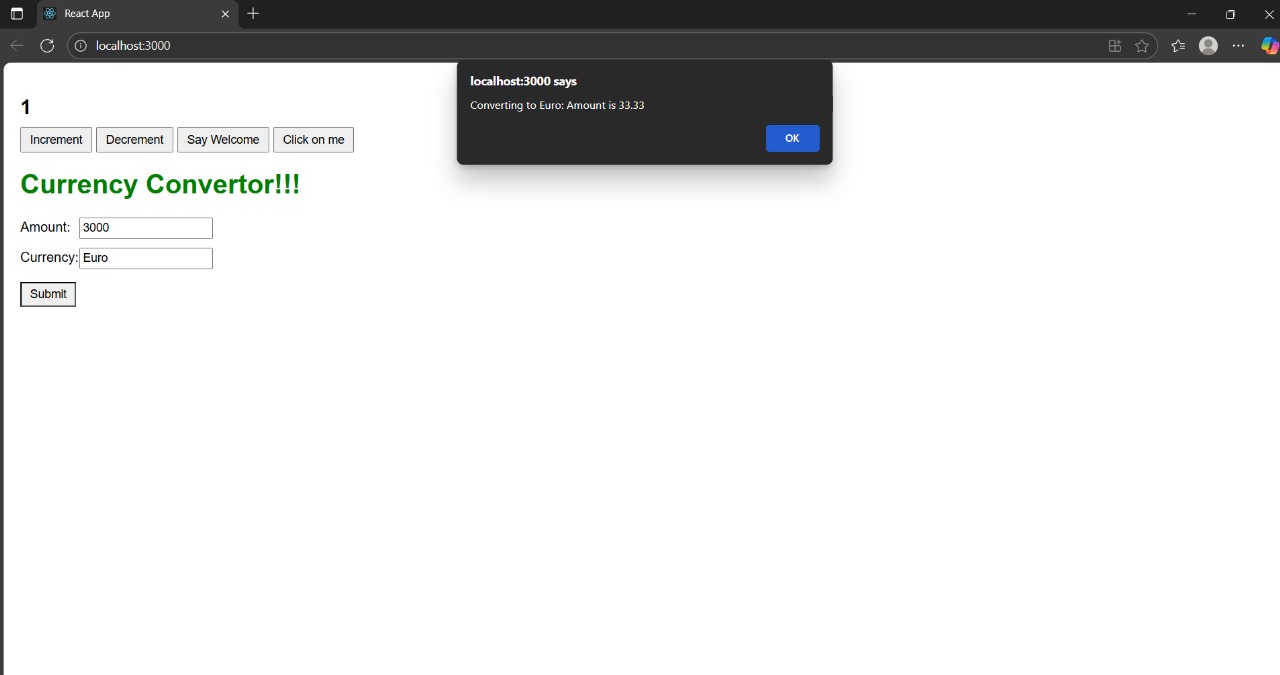 React App
localhost:3000
localhost:3000 says
Converting to Euro: Amount is 33.33
OK
1
Increment Decrement Say Welcome Click on me
Currency Convertor!!!
Amount: 3000
Currency: Euro
Submit